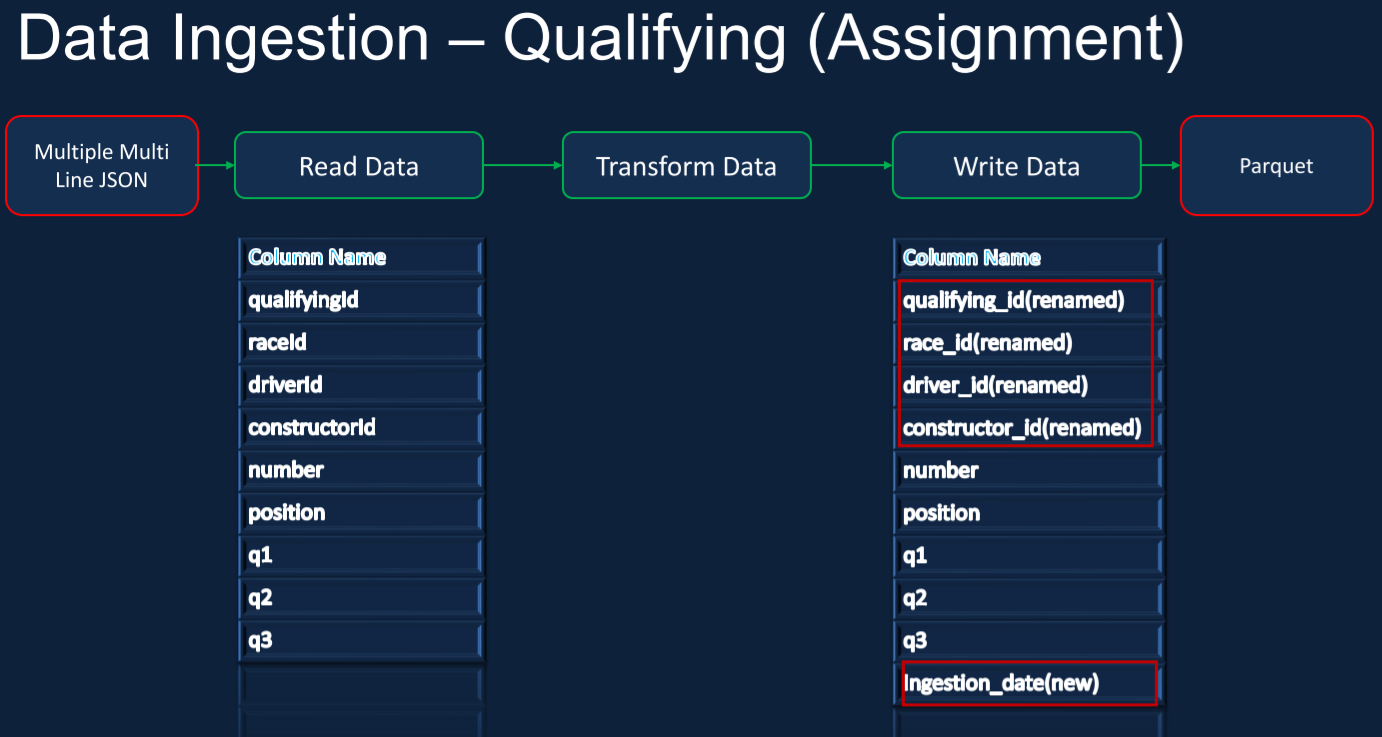 Data Ingestion – Qualifying (Assignment)
Multiple Multi
Line JSON
Read Data
Transform Data
Write Data
Parquet
Column Name
qualifyingId
raceId
driverId
constructorId
number
position
q1
q2
q3
Column Name
qualifying_id(renamed)
race_id(renamed)
driver_id(renamed)
constructor_id(renamed)
number
position
q1
q2
q3
Ingestion_date(new)